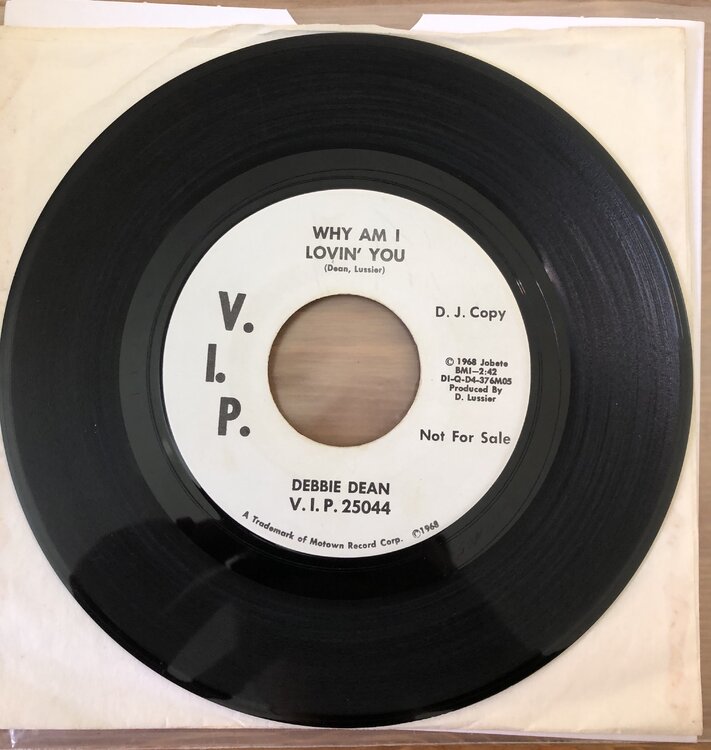 WHY AM I
LOVIN' YOU
(Dean, Lussier)
V.
I.
P.
D. J. Copy
© 1968 Jobete
BMI—2:42
DI-Q-D4-376M05
Produced By
D. Lussier
Not For Sale
DEBBIE DEAN
V. I. P. 25044
A Trademark of Motown Record Corp. ©1968